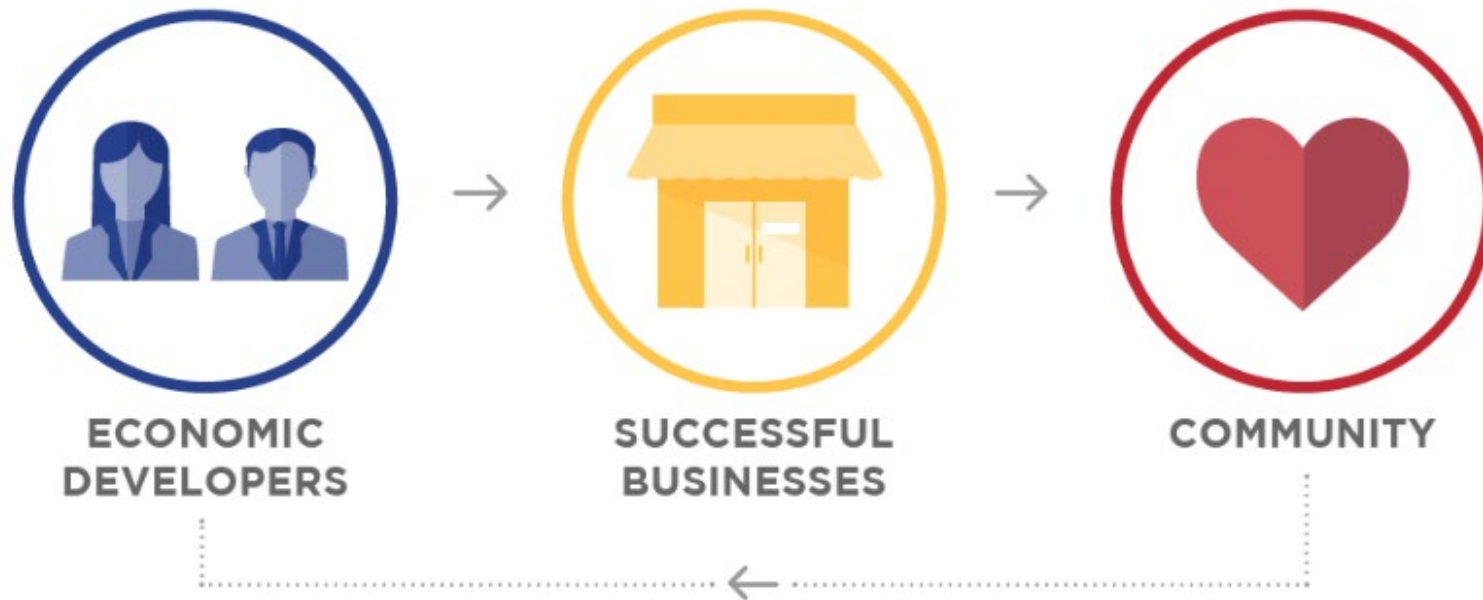 ECONOMIC
DEVELOPERS
SUCCESSFUL
BUSINESSES
COMMUNITY